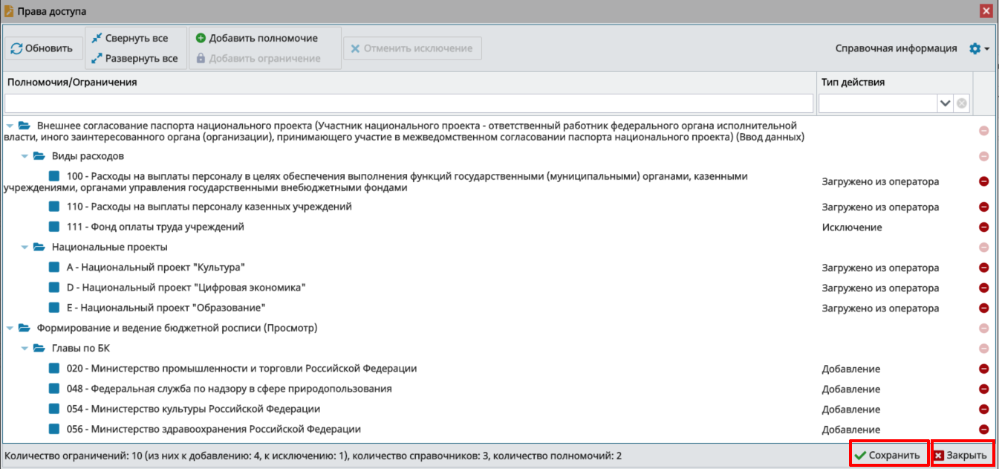 Права доступа
Обновить
Свернуть все
Развернуть все
Добавить полномочие
Добавить ограничение
Отменить исключение
Справочная информация
Полномочия/Ограничения
Тип действия
Внешнее согласование паспорта национального проекта (Участник национального проекта - ответственный работник федерального органа исполнительной
власти, иного заинтересованного органа (организации), принимающего участие в межведомственном согласовании паспорта национального проекта) (Ввод данных)
Виды расходов
100 - Расходы на выплаты персоналу в целях обеспечения выполнения функций государственными (муниципальными) органами, казенными
учреждениями, органами управления государственными внебюджетными фондами
Загружено из оператора
110 - Расходы на выплаты персоналу казенных учреждений
Загружено из оператора
111 - Фонд оплаты труда учреждений
Исключение
Национальные проекты
A - Национальный проект "Культура"
Загружено из оператора
D - Национальный проект "Цифровая экономика"
Загружено из оператора
E - Национальный проект "Образование"
Загружено из оператора
Формирование и ведение бюджетной росписи (Просмотр)
Главы по БК
020 - Министерство промышленности и торговли Российской Федерации
Добавление
048 - Федеральная служба по надзору в сфере природопользования
Добавление
054 - Министерство культуры Российской Федерации
Добавление
056 - Министерство здравоохранения Российской Федерации
Добавление
Количество ограничений: 10 (из них к добавлению: 4, к исключению: 1), количество справочников: 3, количество полномочий: 2
Сохранить
Закрыть